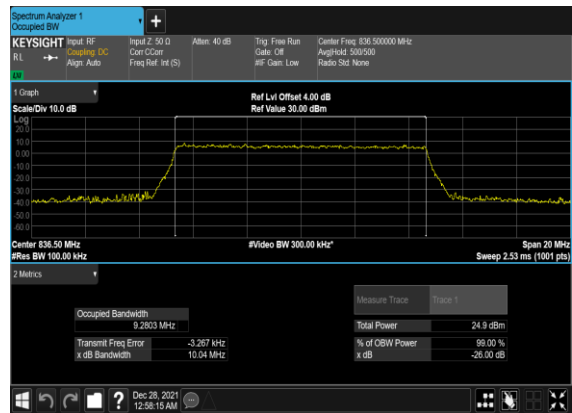 Spectrum Analyzer 1
Occupied BW
KEYSIGHT
R L
LW
Input: RF
Coupling: DC
Align: Auto
Input Z: 50 Ω
Corr CCorr
Freq Ref: Int (S)
Atten: 40 dB
Trig: Free Run
Gate: Off
#IF Gain: Low
Center Freq: 836.500000 MHz
Avg|Hold: 500/500
Radio Std: None
1 Graph
Scale/Div 10.0 dB
Ref Lvl Offset 4.00 dB
Ref Value 30.00 dBm
Log
20.0
10.0
0.00
-10.0
-20.0
-30.0
-40.0
-50.0
-60.0
Center 836.50 MHz
#Res BW 100.00 kHz
#Video BW 300.00 kHz*
Span 20 MHz
Sweep 2.53 ms (1001 pts)
2 Metrics
Measure Trace Trace 1
Occupied Bandwidth
9.2803 MHz
Total Power 24.9 dBm
Transmit Freq Error -3.267 kHz
% of OBW Power 99.00 %
x dB Bandwidth 10.04 MHz
x dB -26.00 dB
Dec 28, 2021
12:58:15 AM